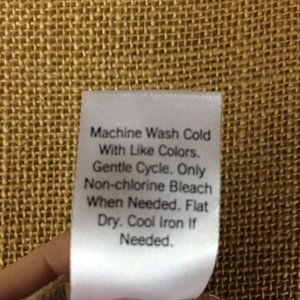 Machine Wash Cold
With Like Colors.
Gentle Cycle. Only
Non-chlorine Bleach
When Needed. Flat
Dry. Cool Iron If
Needed.